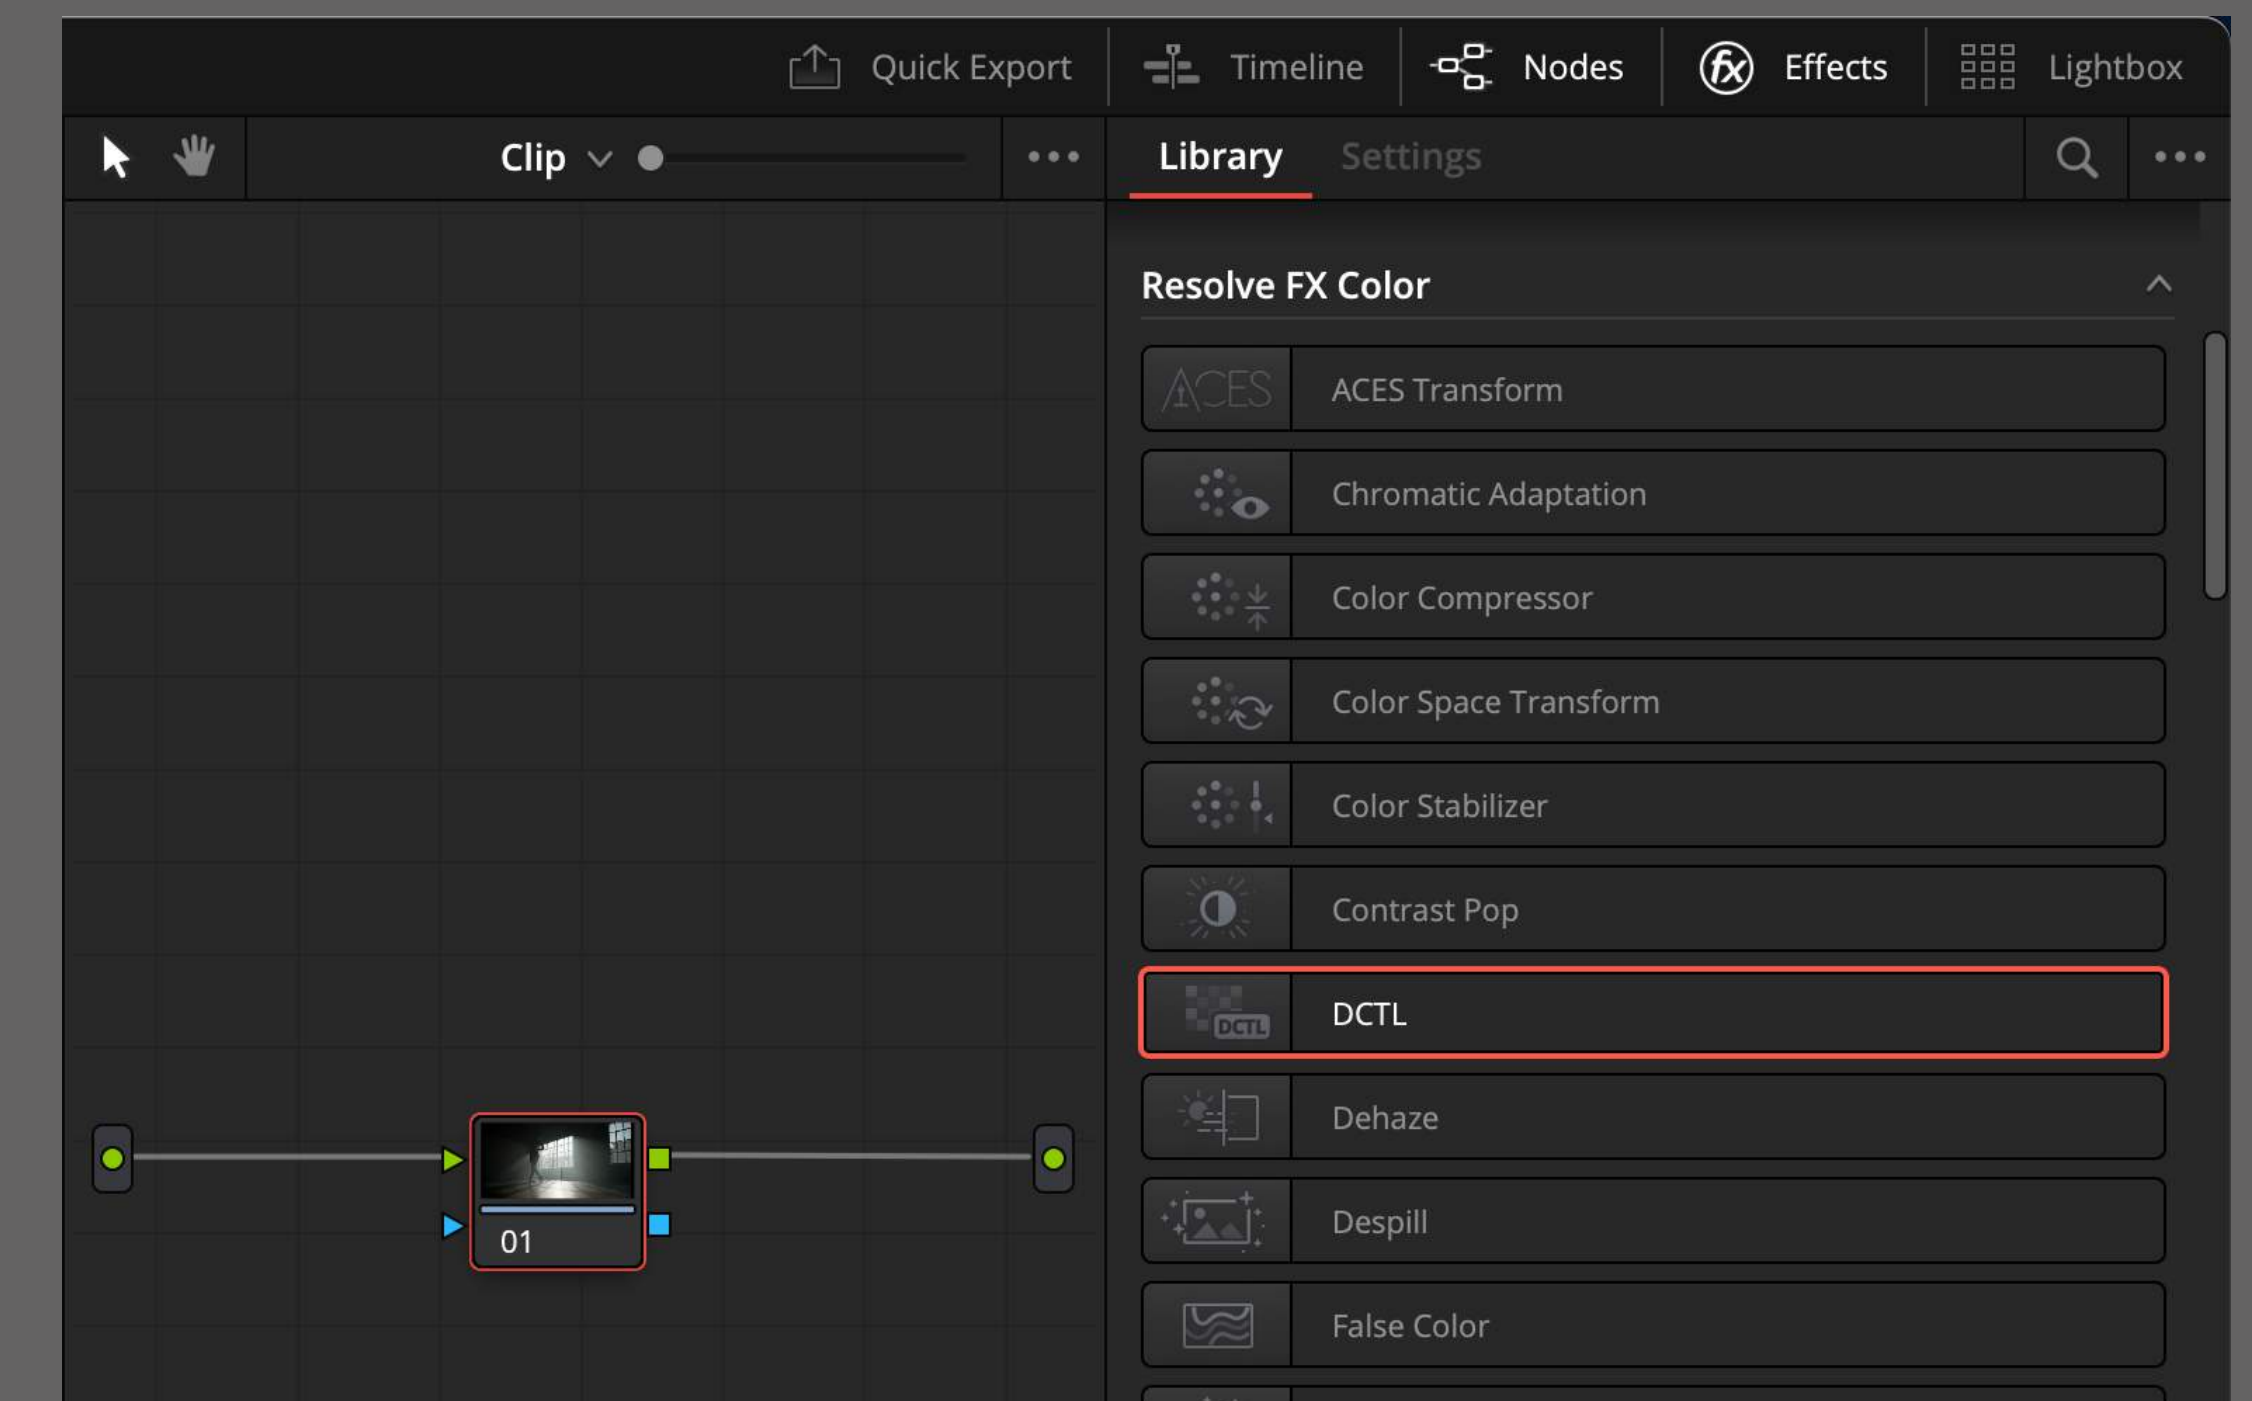 Quick Export
Timeline
Nodes
fx
Effects
Lightbox
Clip
Library
Settings
Resolve FX Color
ACES
ACES Transform
Chromatic Adaptation
Color Compressor
Color Space Transform
Color Stabilizer
Contrast Pop
DCTL
DCTL
Dehaze
Despill
False Color
01